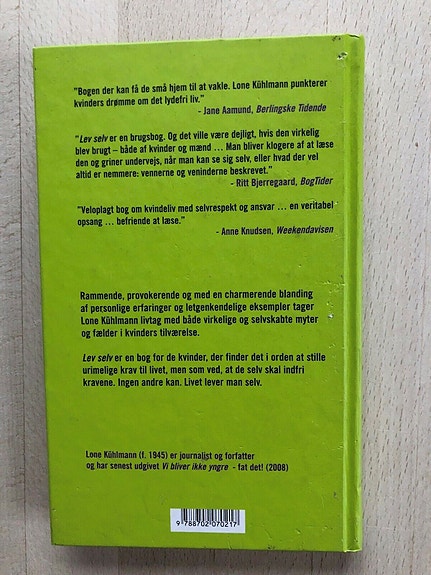 "Bogen der kan få de små hjem til at vakle. Lone Kühlmann punkterer
kvinders drømme om det lydefri liv."
- Jane Aamund, Berlingske Tidende
"Lev selv er en brugsbog. Og det ville være dejligt, hvis den virkelig
blev brugt – både af kvinder og mænd ... Man bliver klogere af at læse
den og griner undervejs, når man kan se sig selv, eller hvad der vel
altid er nemmere: vennerne og veninderne beskrevet."
- Ritt Bjerregaard, BogTider
"Veloplagt bog om kvindeliv med selvrespekt og ansvar ... en veritabel
opsang ... befriende at læse."
- Anne Knudsen, Weekendavisen
Rammende, provokerende og med en charmerende blanding
af personlige erfaringer og letgenkendelige eksempler tager
Lone Kühlmann livtag med både virkelige og selvskabte myter
og fælder i kvinders tilværelse.
Lev selv er en bog for de kvinder, der finder det i orden at stille
urimelige krav til livet, men som ved, at de selv skal indfri
kravene. Ingen andre kan. Livet lever man selv.
Lone Kühlmann (f. 1945) er journalist og forfatter
og har senest udgivet Vi bliver ikke yngre - fat det! (2008)
9 788702 070217